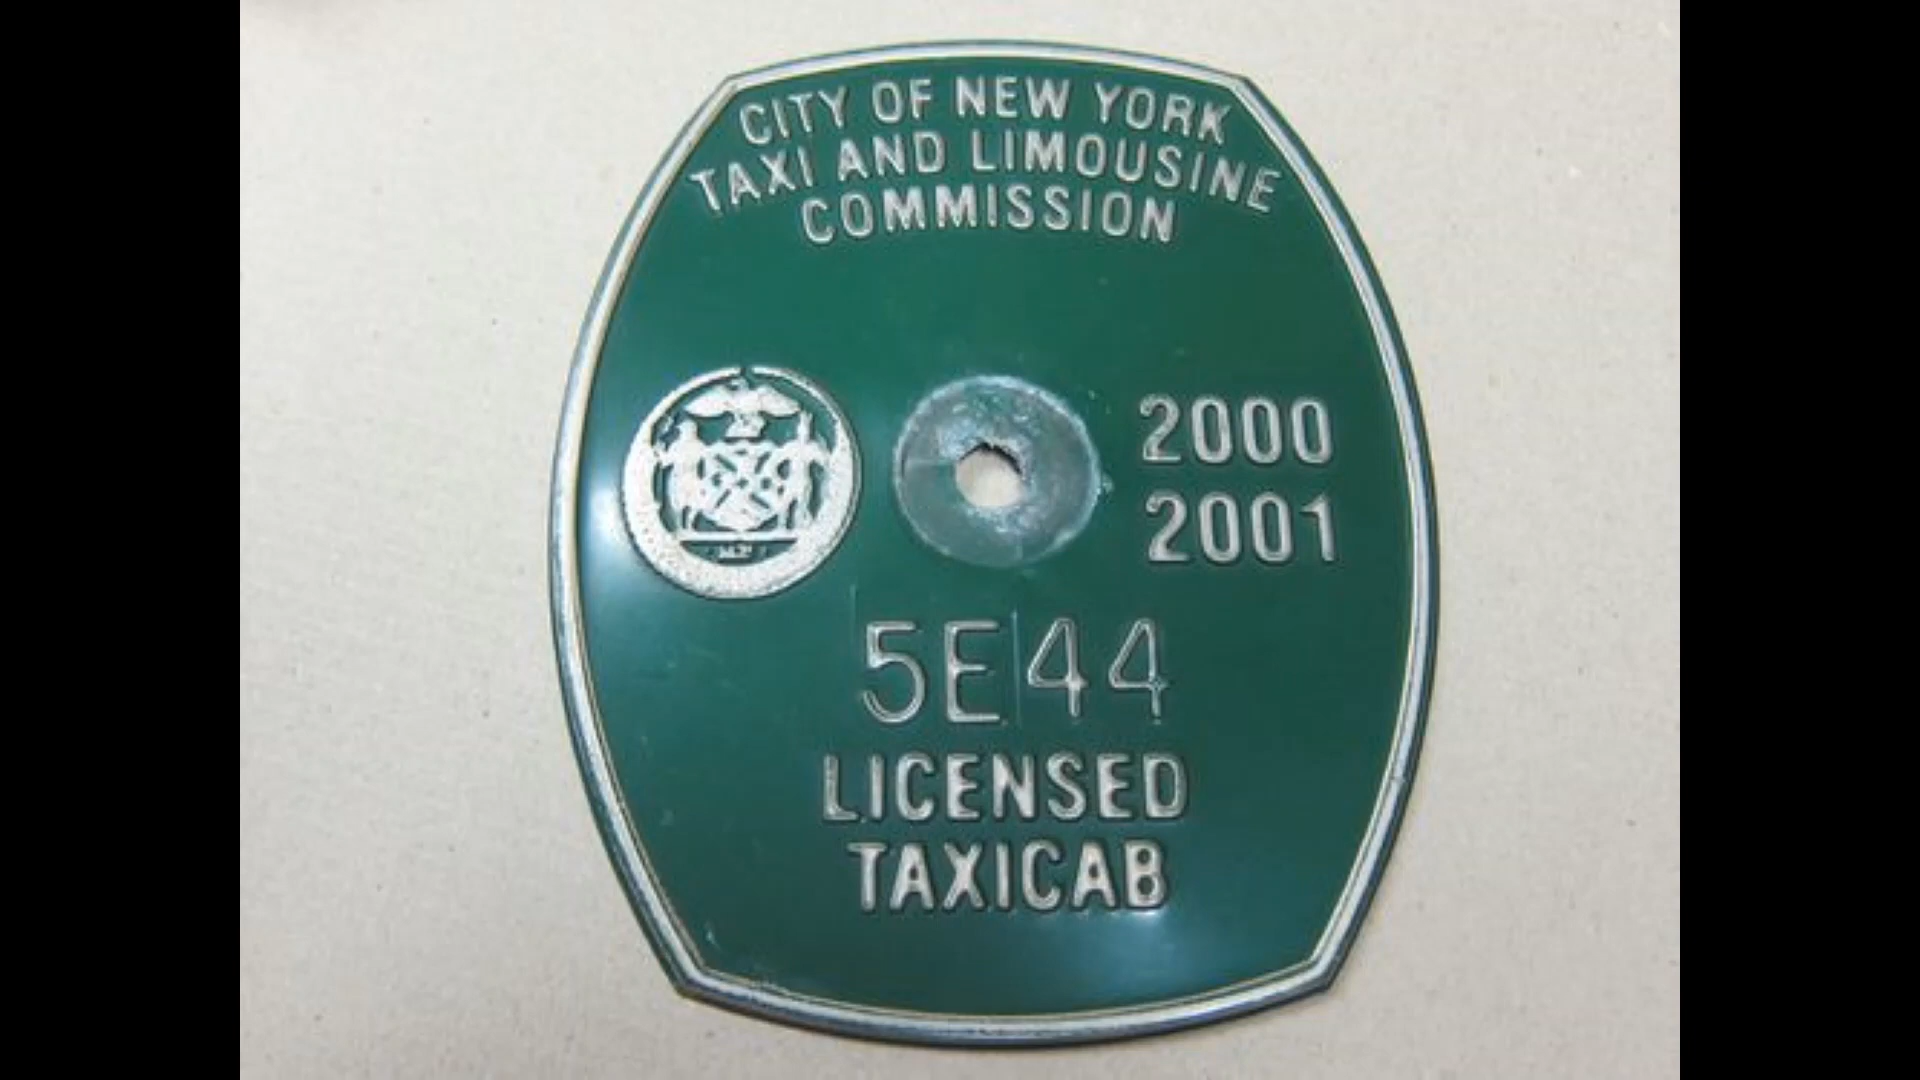 CITY OF NEW YORK
TAXI AND LIMOUSINE
COMMISSION
2000
2001
5E44
LICENSED
TAXICAB